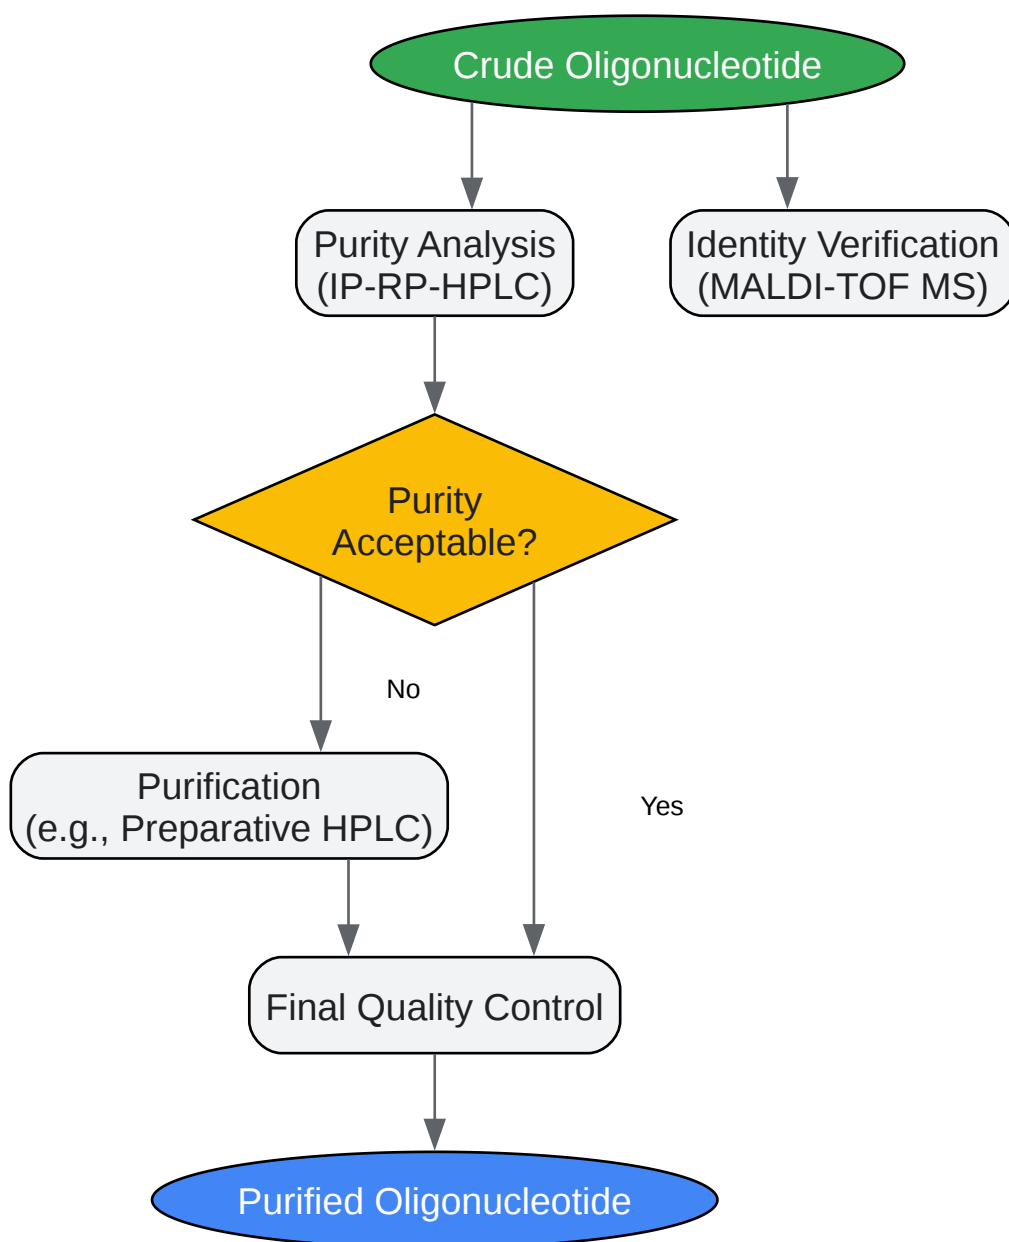 Crude Oligonucleotide
Purity Analysis
(IP-RP-HPLC)
Identity Verification
(MALDI-TOF MS)
Purity
Acceptable?
No
Purification
(e.g., Preparative HPLC)
Yes
Final Quality Control
Purified Oligonucleotide